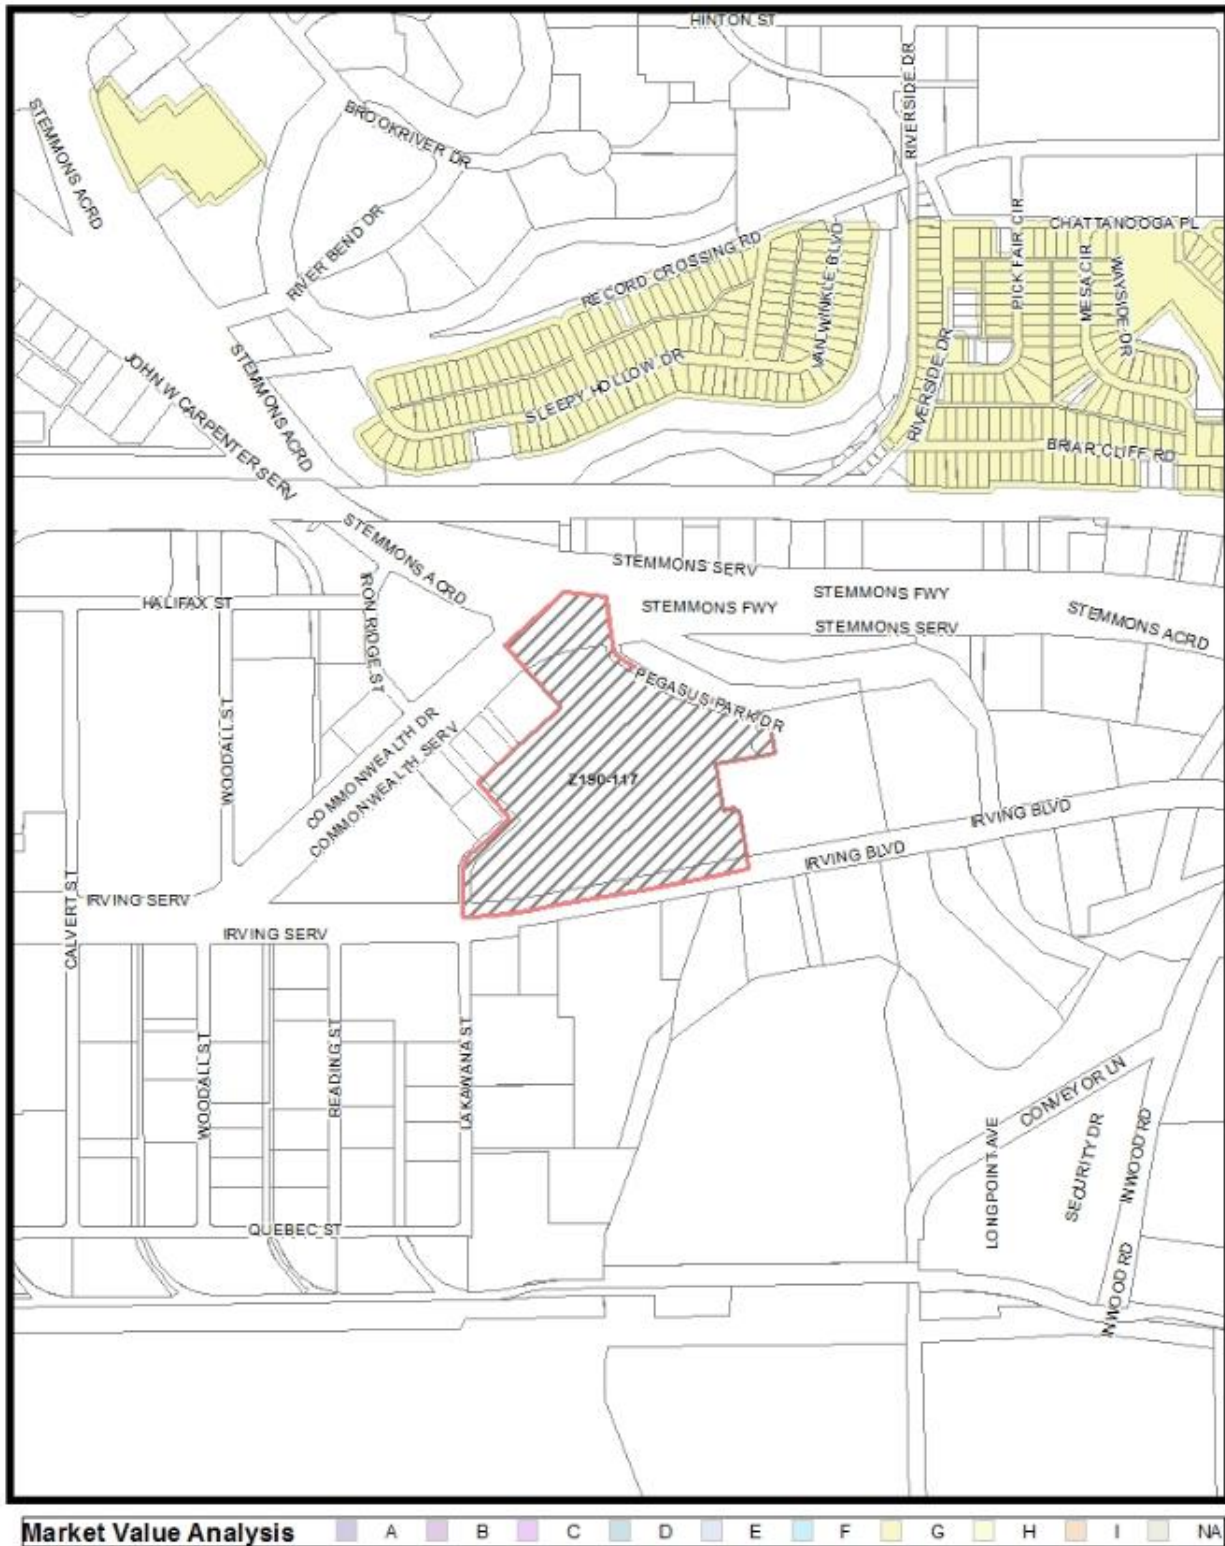 HINTON ST
RIVERSIDE DR
STEMMONS ACRD
BROOKRIVER DR
RIVER BEND DR
RECORD CROSSING RD
VAN WINKLE BLVD
CHATTANOOGA PL
PICKFAIR CIR
MESA CIR
WAYSIDE DR
JOHN W CARPENTER SERV
STEMMONS ACRD
SLEEPY HOLLOW DR
RIVERSIDE DR
BRIAR CLIFF RD
STEMMONS ACRD
STEMMONS SERV
HALIFAX ST
IRON RIDGE ST
STEMMONS FWY
STEMMONS FWY
STEMMONS SERV
STEMMONS ACRD
PEGASUS PARK DR
WOODALL ST
COMMONWEALTH DR
COMMONWEALTH SERV
Z190-117
IRVING BLVD
IRVING BLVD
CALVERT ST
IRVING SERV
IRVING SERV
WOODALL ST
READING ST
LAKAWANA ST
CONVEYOR LN
LONGPOINT AVE
SECURITY DR
INWOOD RD
QUEBEC ST
INWOOD RD
Market Value Analysis A B C D E F G H I NA